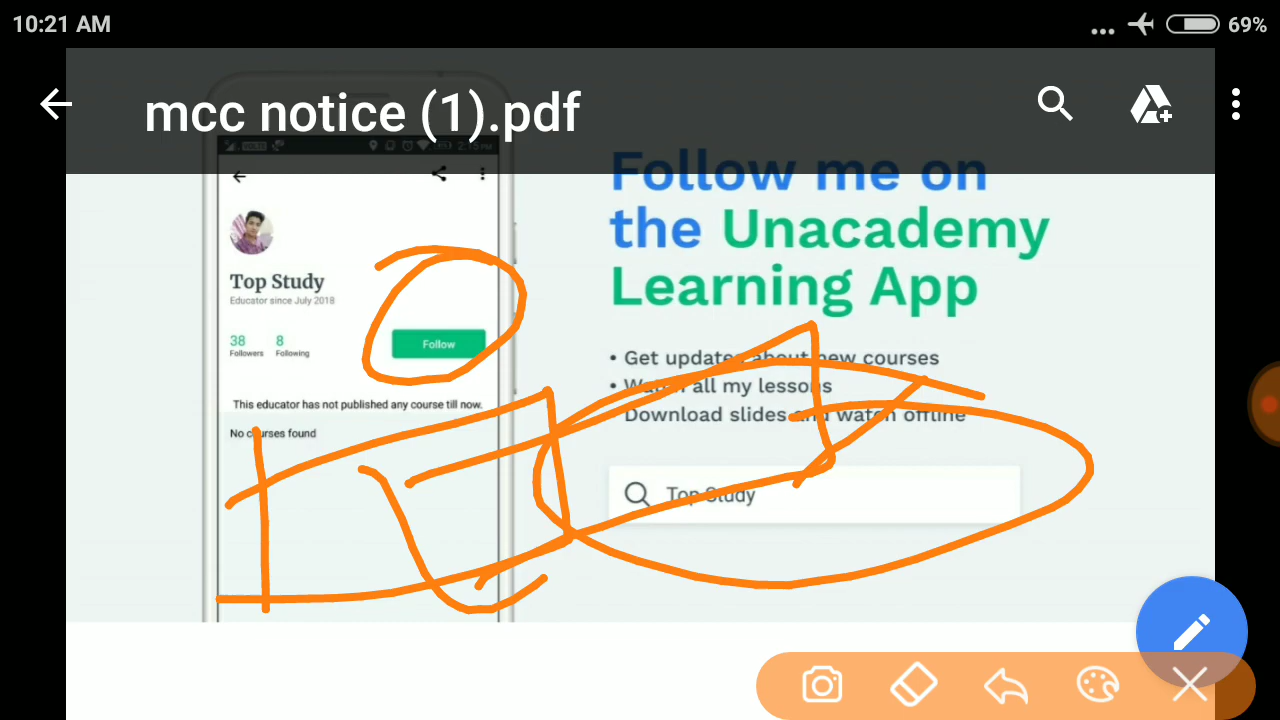 10:21 AM
69%
mcc notice (1).pdf
Follow me on
the Unacademy
Learning App
Top Study
Educator since July 2018
38
8
Followers
Following
Follow
This educator has not published any course till now.
No courses found
• Get updates about new courses
• Watch all my lessons
Download slides and watch offline
Top Study